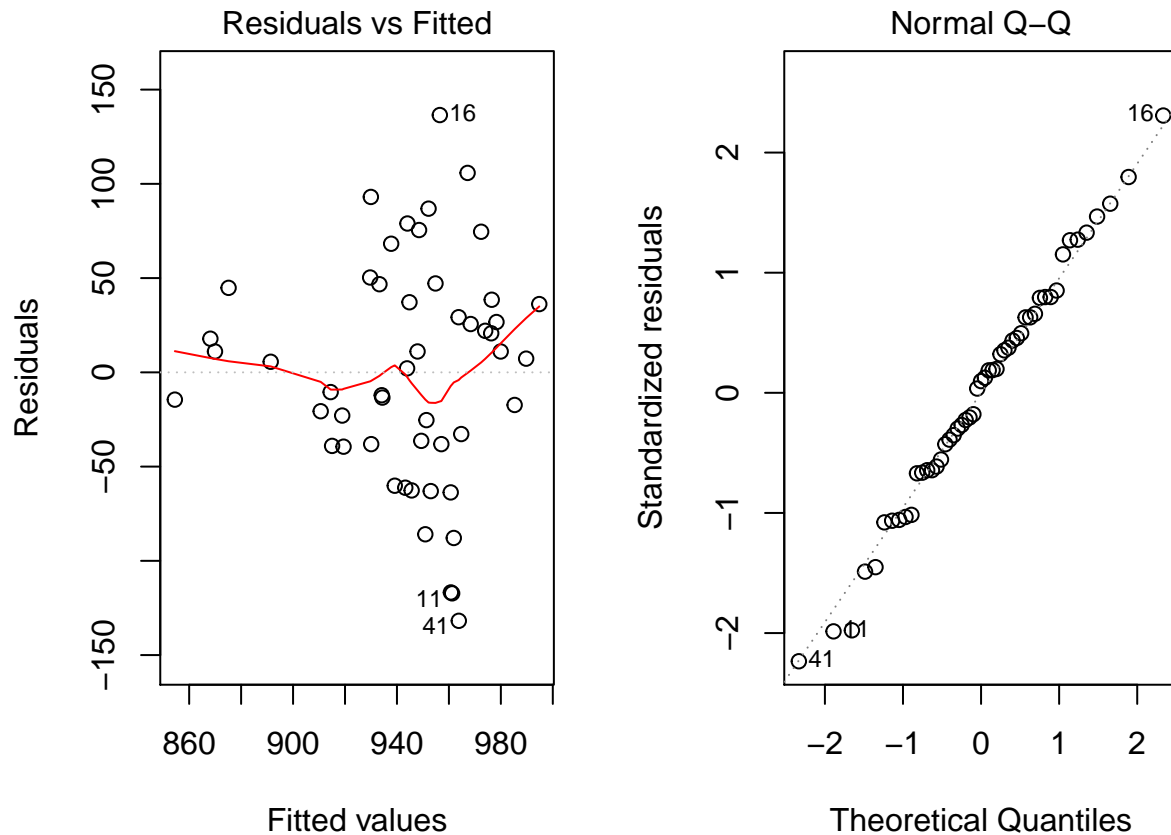 Residuals vs Fitted
150
100
50
0
−50
−150
Residuals
16
11
41
860 900 940 980
Fitted values
Normal Q−Q
2
1
0
−1
−2
Standardized residuals
16
11
41
−2 −1 0 1 2
Theoretical Quantiles